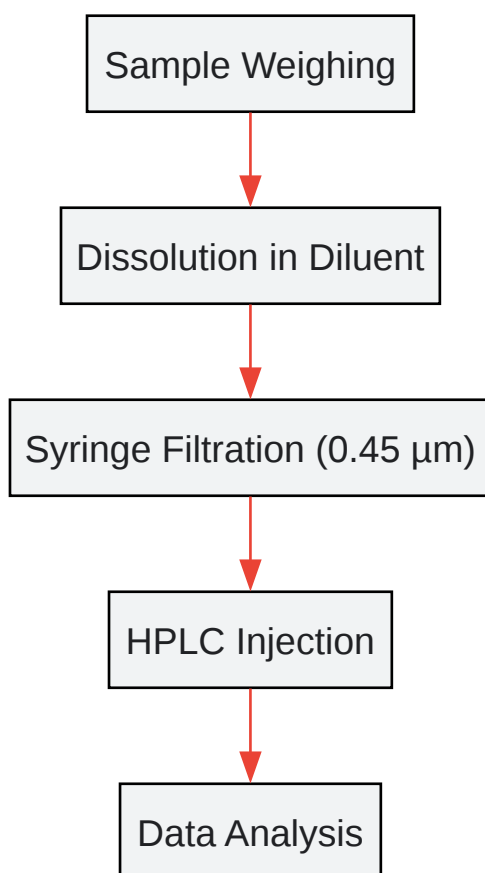 Sample Weighing
Dissolution in Diluent
Syringe Filtration (0.45 µm)
HPLC Injection
Data Analysis